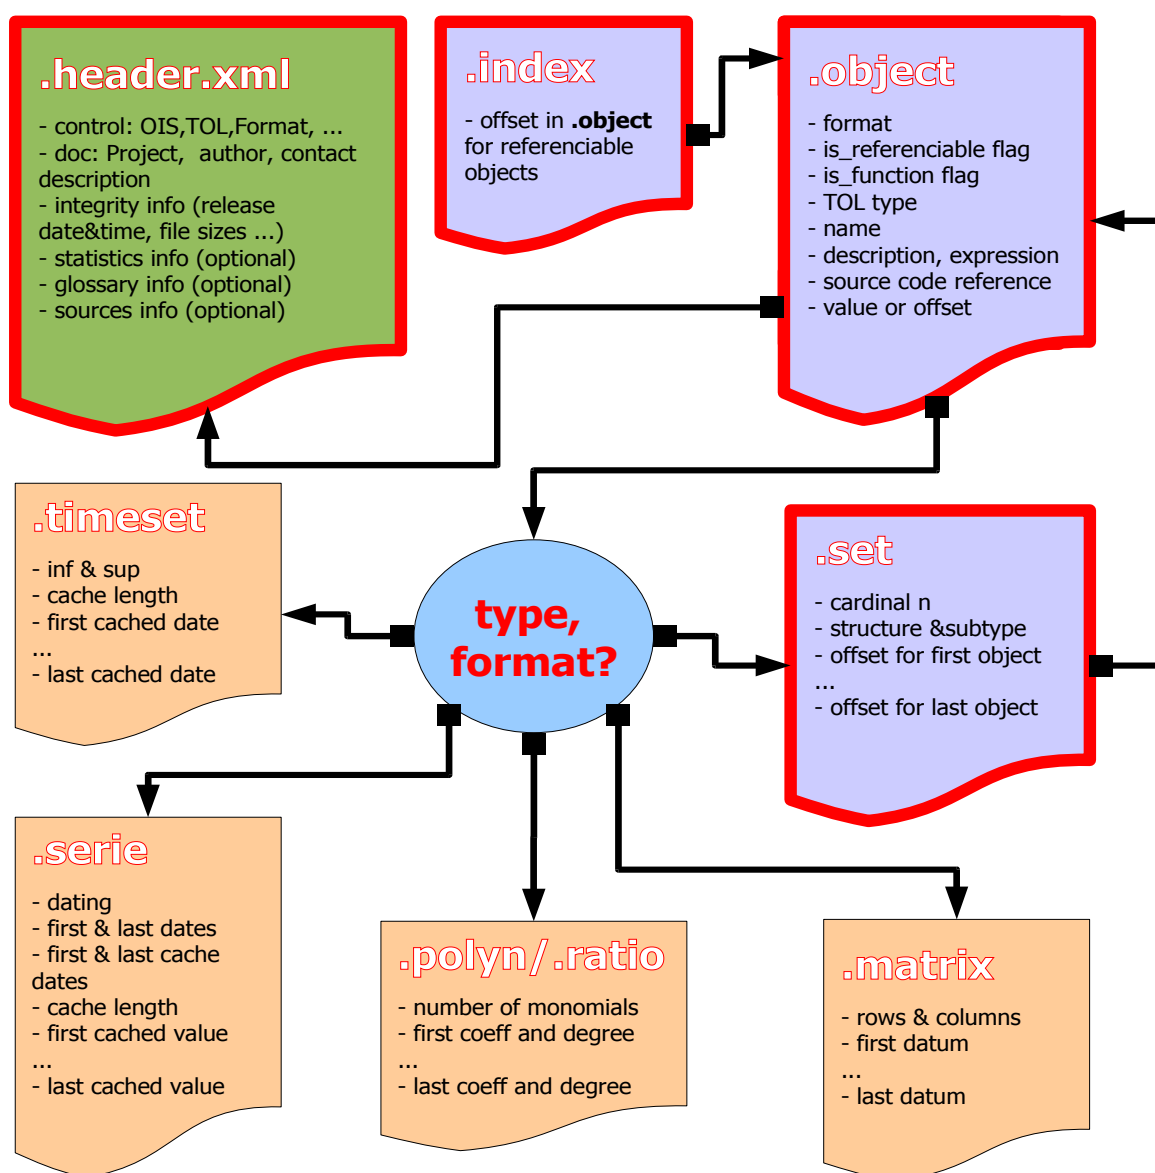 .header.xml
- control: OIS,TOL,Format, ...
- doc: Project, author, contact
description
- integrity info (release
date&time, file sizes ...)
- statistics info (optional)
- glossary info (optional)
- sources info (optional)
.index
- offset in .object
for referenciable
objects
.object
- format
- is_referenciable flag
- is_function flag
- TOL type
- name
- description, expression
- source code reference
- value or offset
.timeset
- inf & sup
- cache length
- first cached date
...
- last cached date
type,
format?
.set
- cardinal n
- structure &subtype
- offset for first object
...
- offset for last object
.serie
- dating
- first & last dates
- first & last cache
dates
- cache length
- first cached value
...
- last cached value
.polyn/.ratio
- number of monomials
- first coeff and degree
...
- last coeff and degree
.matrix
- rows & columns
- first datum
...
- last datum